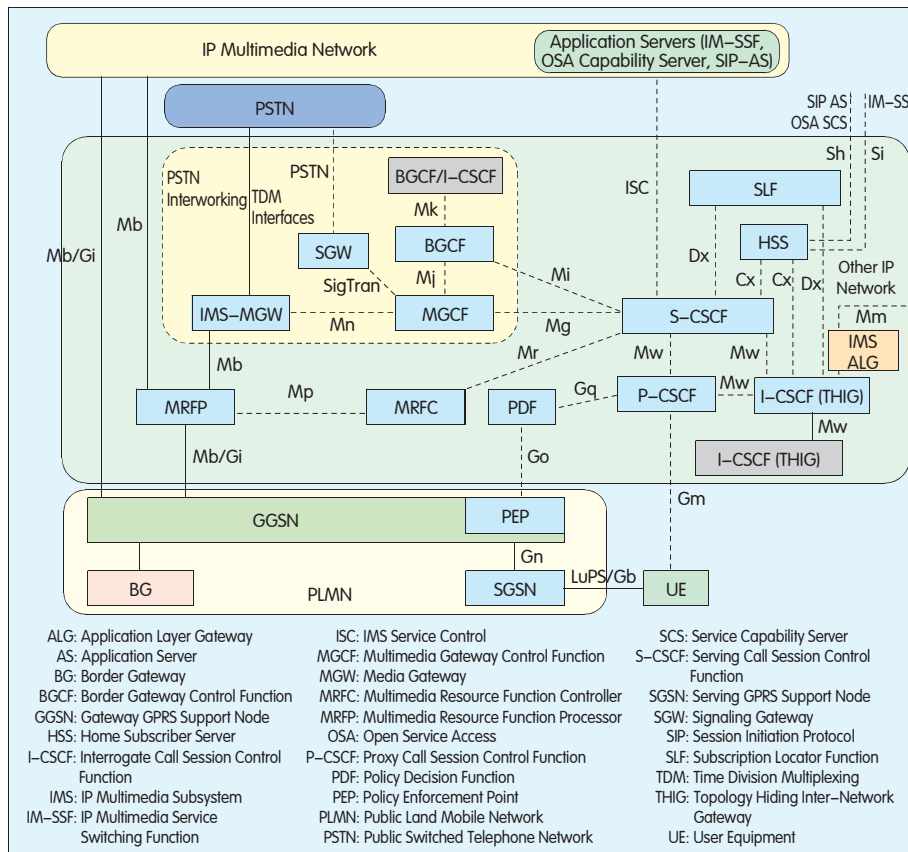 IP Multimedia Network
Application Servers (IM-SSF,
OSA Capability Server, SIP-AS)
PSTN
SIP AS
OSA SCS
IM-SS
Sh
Si
PSTN
Interworking
TDM
Interfaces
PSTN
BGCF/I-CSCF
Mk
ISC
SLF
Mb
Mb/Gi
SGW
BGCF
HSS
Dx
Cx
Cx
Dx
Other IP
Network
SigTran
Mj
Mi
IMS-MGW
Mn
MGCF
Mg
S-CSCF
Mm
IMS
ALG
Mb
Mr
Mw
Mw
Mp
Gq
Mw
MRFP
MRFC
PDF
P-CSCF
I-CSCF (THIG)
Mw
Mb/Gi
Go
I-CSCF (THIG)
Gm
GGSN
PEP
Gn
LuPS/Gb
BG
PLMN
SGSN
UE
ALG: Application Layer Gateway
AS: Application Server
BG: Border Gateway
BGCF: Border Gateway Control Function
GGSN: Gateway GPRS Support Node
HSS: Home Subscriber Server
I-CSCF: Interrogate Call Session Control
Function
IMS: IP Multimedia Subsystem
IM-SSF: IP Multimedia Service
Switching Function
ISC: IMS Service Control
MGCF: Multimedia Gateway Control Function
MGW: Media Gateway
MRFC: Multimedia Resource Function Controller
MRFP: Multimedia Resource Function Processor
OSA: Open Service Access
P-CSCF: Proxy Call Session Control Function
PDF: Policy Decision Function
PEP: Policy Enforcement Point
PLMN: Public Land Mobile Network
PSTN: Public Switched Telephone Network
SCS: Service Capability Server
S-CSCF: Serving Call Session Control
Function
SGSN: Serving GPRS Support Node
SGW: Signaling Gateway
SIP: Session Initiation Protocol
SLF: Subscription Locator Function
TDM: Time Division Multiplexing
THIG: Topology Hiding Inter-Network
Gateway
UE: User Equipment